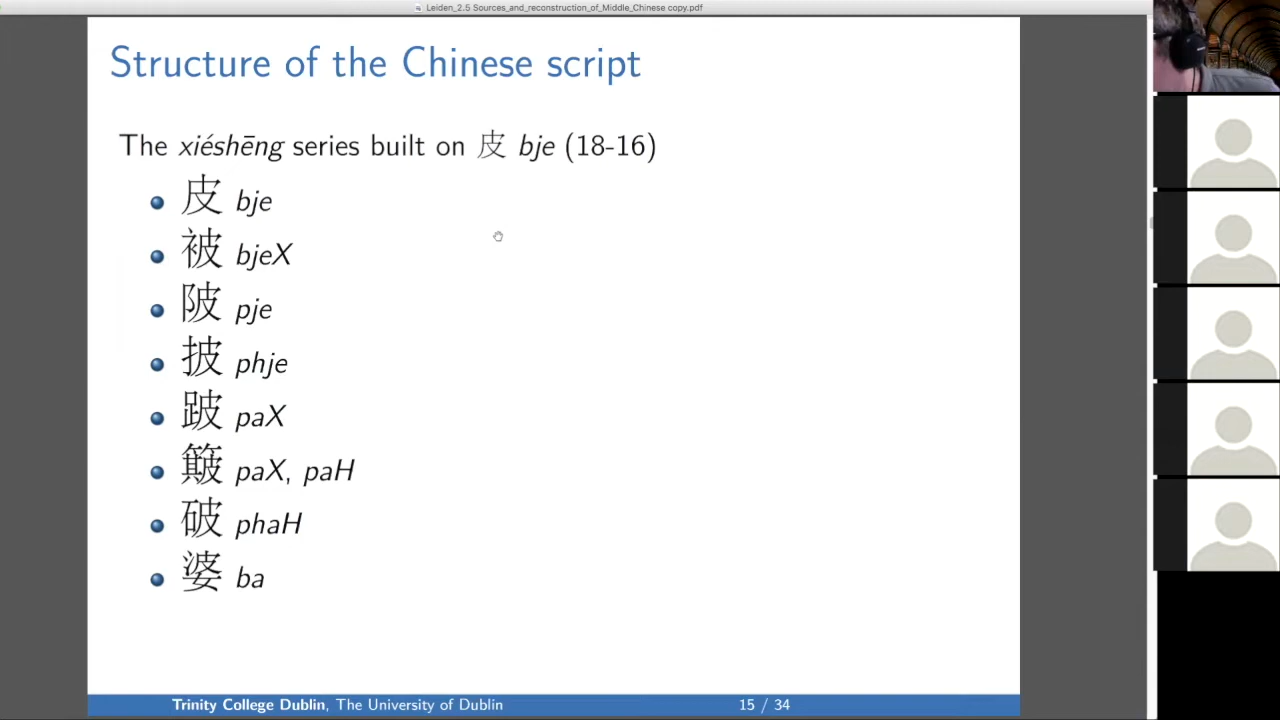 Leiden_2.5 Sources_and_reconstruction_of_Middle_Chinese copy.pdf
Structure of the Chinese script
The xiéshēng series built on 皮 bje (18-16)
皮 bje
被 bjeX
陂 pje
披 phje
跛 paX
簸 paX, paH
破 phaH
婆 ba
Trinity College Dublin, The University of Dublin 15 / 34